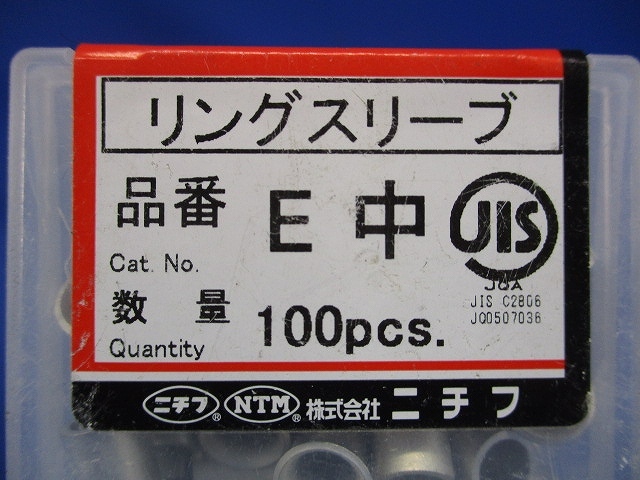 リングスリーブ
品番 E 中 JIS
Cat. No.
JQA
JIS C2806
JQ0507036
数量 100pcs.
Quantity
ニチフ® NTM® 株式会社 ニチフ